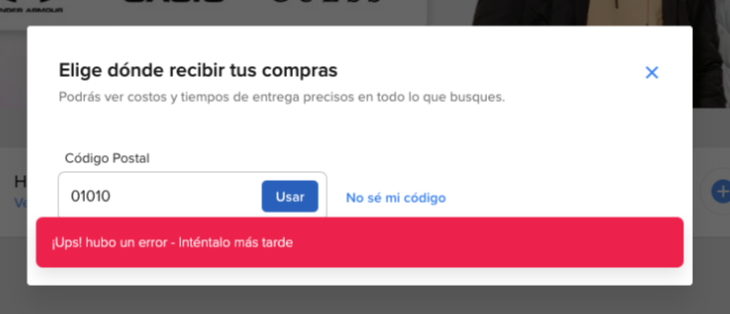 Elige dónde recibir tus compras
Podrás ver costos y tiempos de entrega precisos en todo lo que busques.
Código Postal
01010
Usar
No sé mi código
¡Ups! hubo un error - Inténtalo más tarde